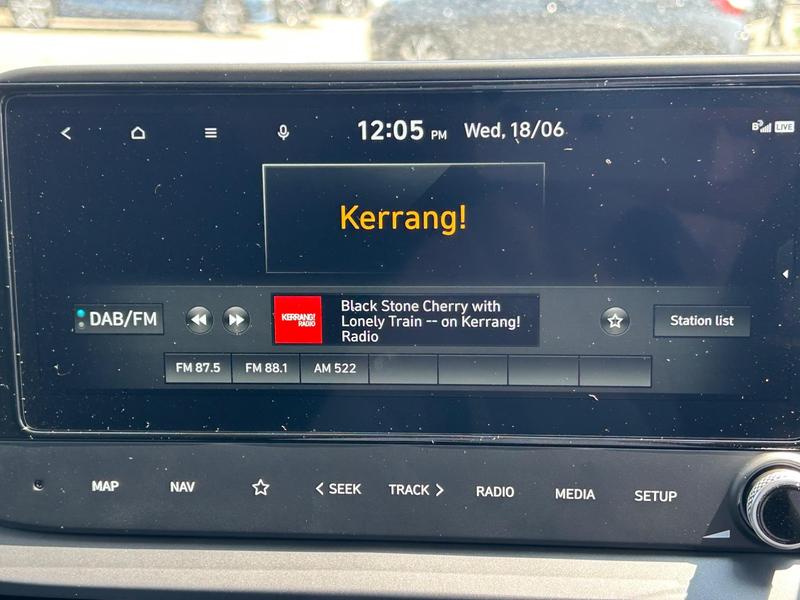 12:05 PM Wed, 18/06
LIVE
Kerrang!
DAB/FM
KERRANG! RADIO
Black Stone Cherry with
Lonely Train -- on Kerrang!
Radio
Station list
FM 87.5 FM 88.1 AM 522
MAP NAV SEEK TRACK RADIO MEDIA SETUP